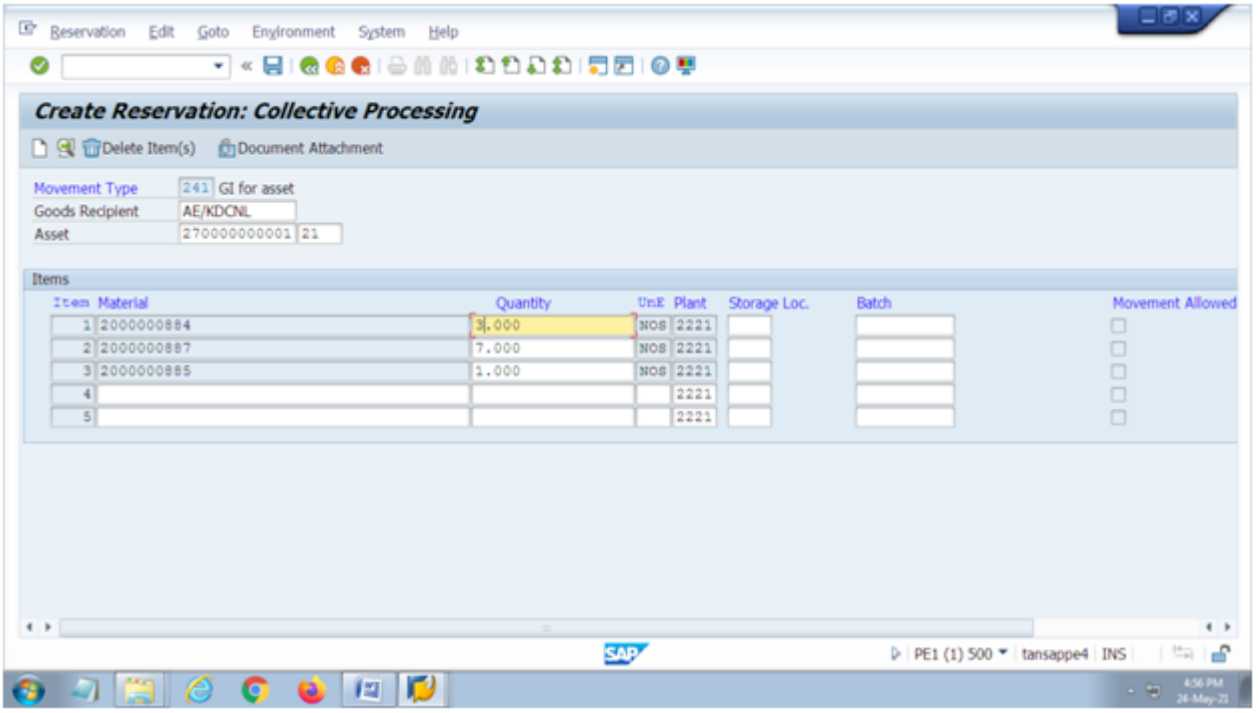 Reservation Edit Goto Environment System Help
Create Reservation: Collective Processing
Delete Item(s) Document Attachment
Movement Type 241 GI for asset
Goods Recipient AE/KDCNL
Asset 270000000001 21
Items
Item Material Quantity UnE Plant Storage Loc. Batch Movement Allowed
1 2000000884 3.000 NOS 2221
2 2000000887 7.000 NOS 2221
3 2000000885 1.000 NOS 2221
4 2221
5 2221
SAP PE1 (1) 500 tansappe4 INS
4:56 PM
24-May-21